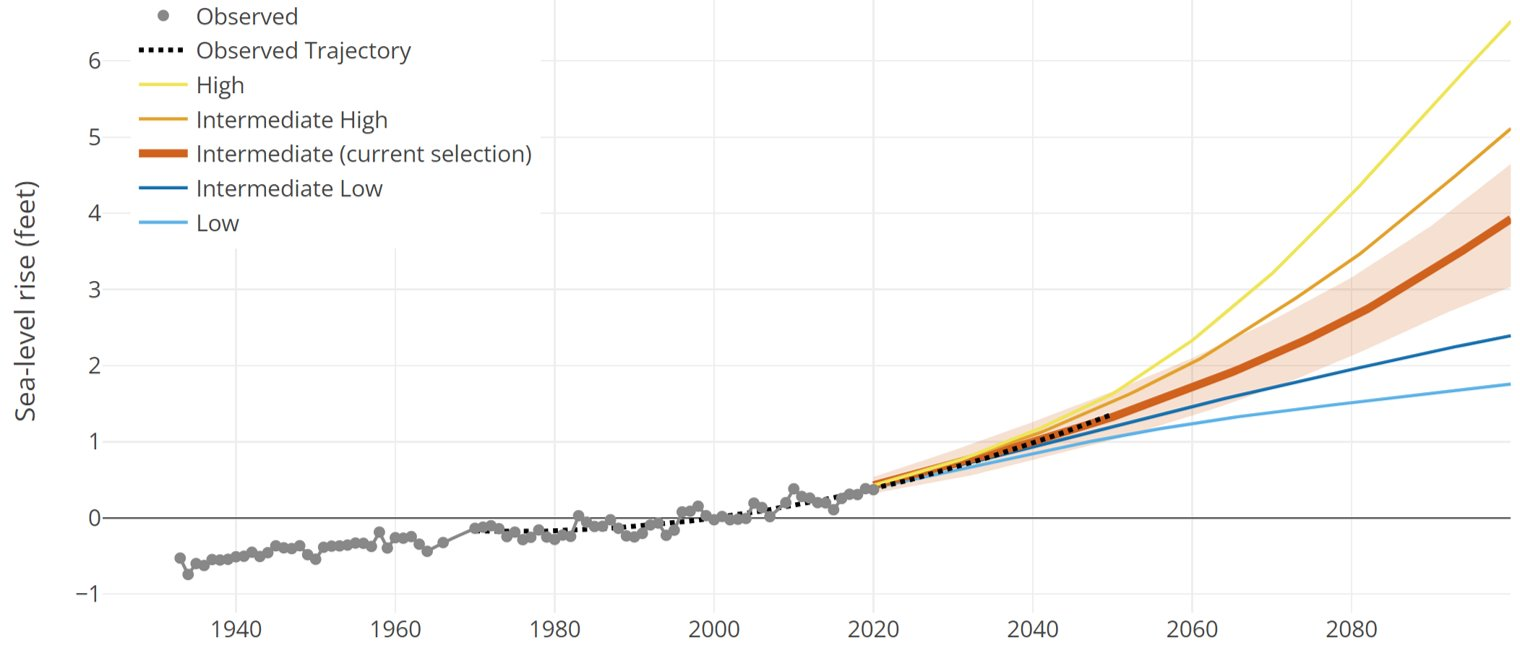 Observed
Observed Trajectory
High
Intermediate High
Intermediate (current selection)
Intermediate Low
Low
Sea-level rise (feet)
6
5
4
3
2
1
0
−1
1940 1960 1980 2000 2020 2040 2060 2080